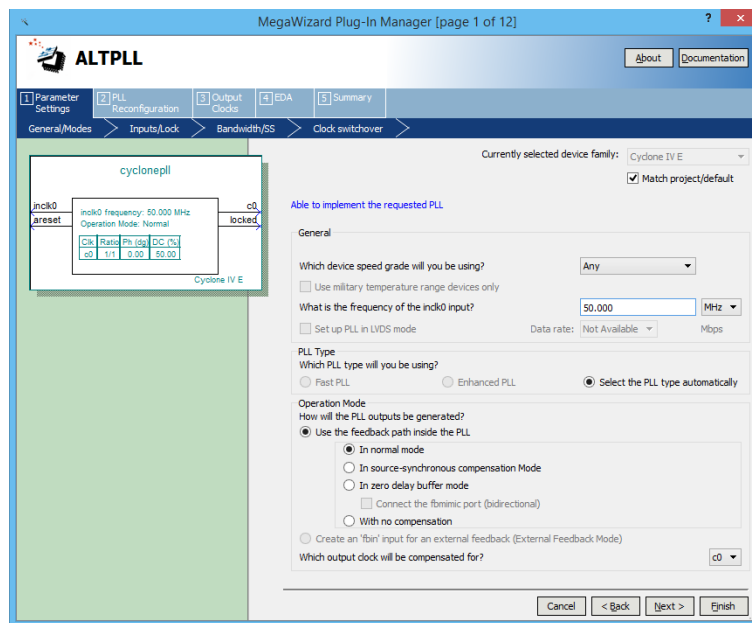 MegaWizard Plug-In Manager [page 1 of 12]
?
×
ALTPLL
About
Documentation
1 Parameter Settings
2 PLL Reconfiguration
3 Output Clocks
4 EDA
5 Summary
General/Modes
Inputs/Lock
Bandwidth/SS
Clock switchover
cyclonepll
inclk0
areset
c0
locked
inclk0 frequency: 50.000 MHz
Operation Mode: Normal
Clk Ratio Ph (dg) DC (%)
c0 1/1 0.00 50.00
Cyclone IV E
Currently selected device family: Cyclone IV E
Match project/default
Able to implement the requested PLL
General
Which device speed grade will you be using? Any
Use military temperature range devices only
What is the frequency of the inclk0 input? 50.000 MHz
Set up PLL in LVDS mode Data rate: Not Available Mbps
PLL Type
Which PLL type will you be using?
Fast PLL Enhanced PLL Select the PLL type automatically
Operation Mode
How will the PLL outputs be generated?
Use the feedback path inside the PLL
In normal mode
In source-synchronous compensation Mode
In zero delay buffer mode
Connect the fbmimic port (bidirectional)
With no compensation
Create an 'fbin' input for an external feedback (External Feedback Mode)
Which output clock will be compensated for? c0
Cancel < Back Next > Finish